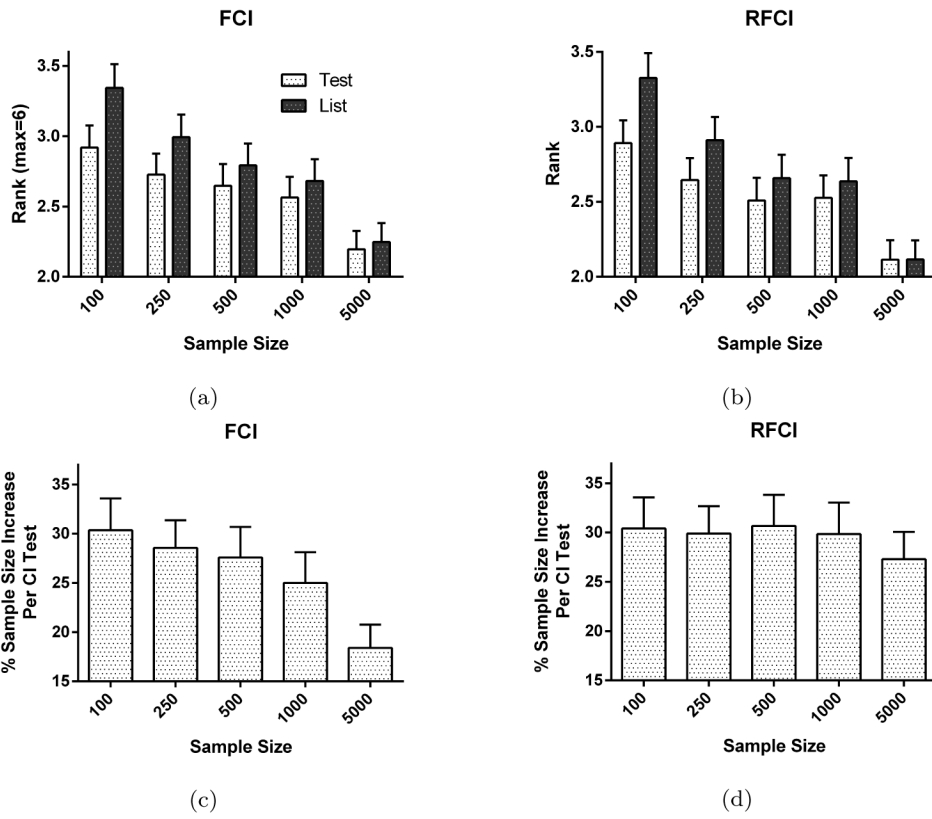 FCI
Rank (max=6)
3.5
3.0
2.5
2.0
Test
List
100
250
500
1000
5000
Sample Size
(a)
RFCI
Rank
3.5
3.0
2.5
2.0
100
250
500
1000
5000
Sample Size
(b)
FCI
% Sample Size Increase
Per CI Test
35
30
25
20
15
100
250
500
1000
5000
Sample Size
(c)
RFCI
% Sample Size Increase
Per CI Test
35
30
25
20
15
100
250
500
1000
5000
Sample Size
(d)